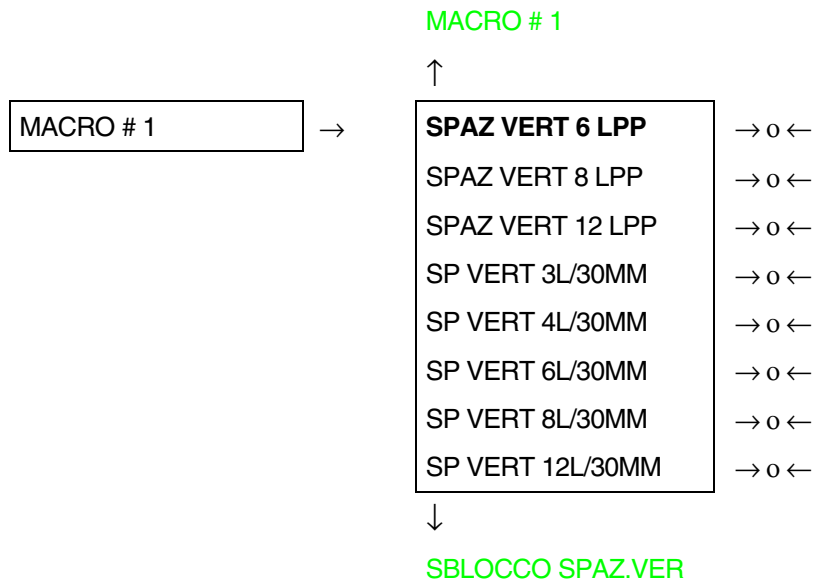 MACRO # 1
↑
MACRO # 1 → SPAZ VERT 6 LPP → o ←
SPAZ VERT 8 LPP → o ←
SPAZ VERT 12 LPP → o ←
SP VERT 3L/30MM → o ←
SP VERT 4L/30MM → o ←
SP VERT 6L/30MM → o ←
SP VERT 8L/30MM → o ←
SP VERT 12L/30MM → o ←
↓
SBLOCCO SPAZ.VER